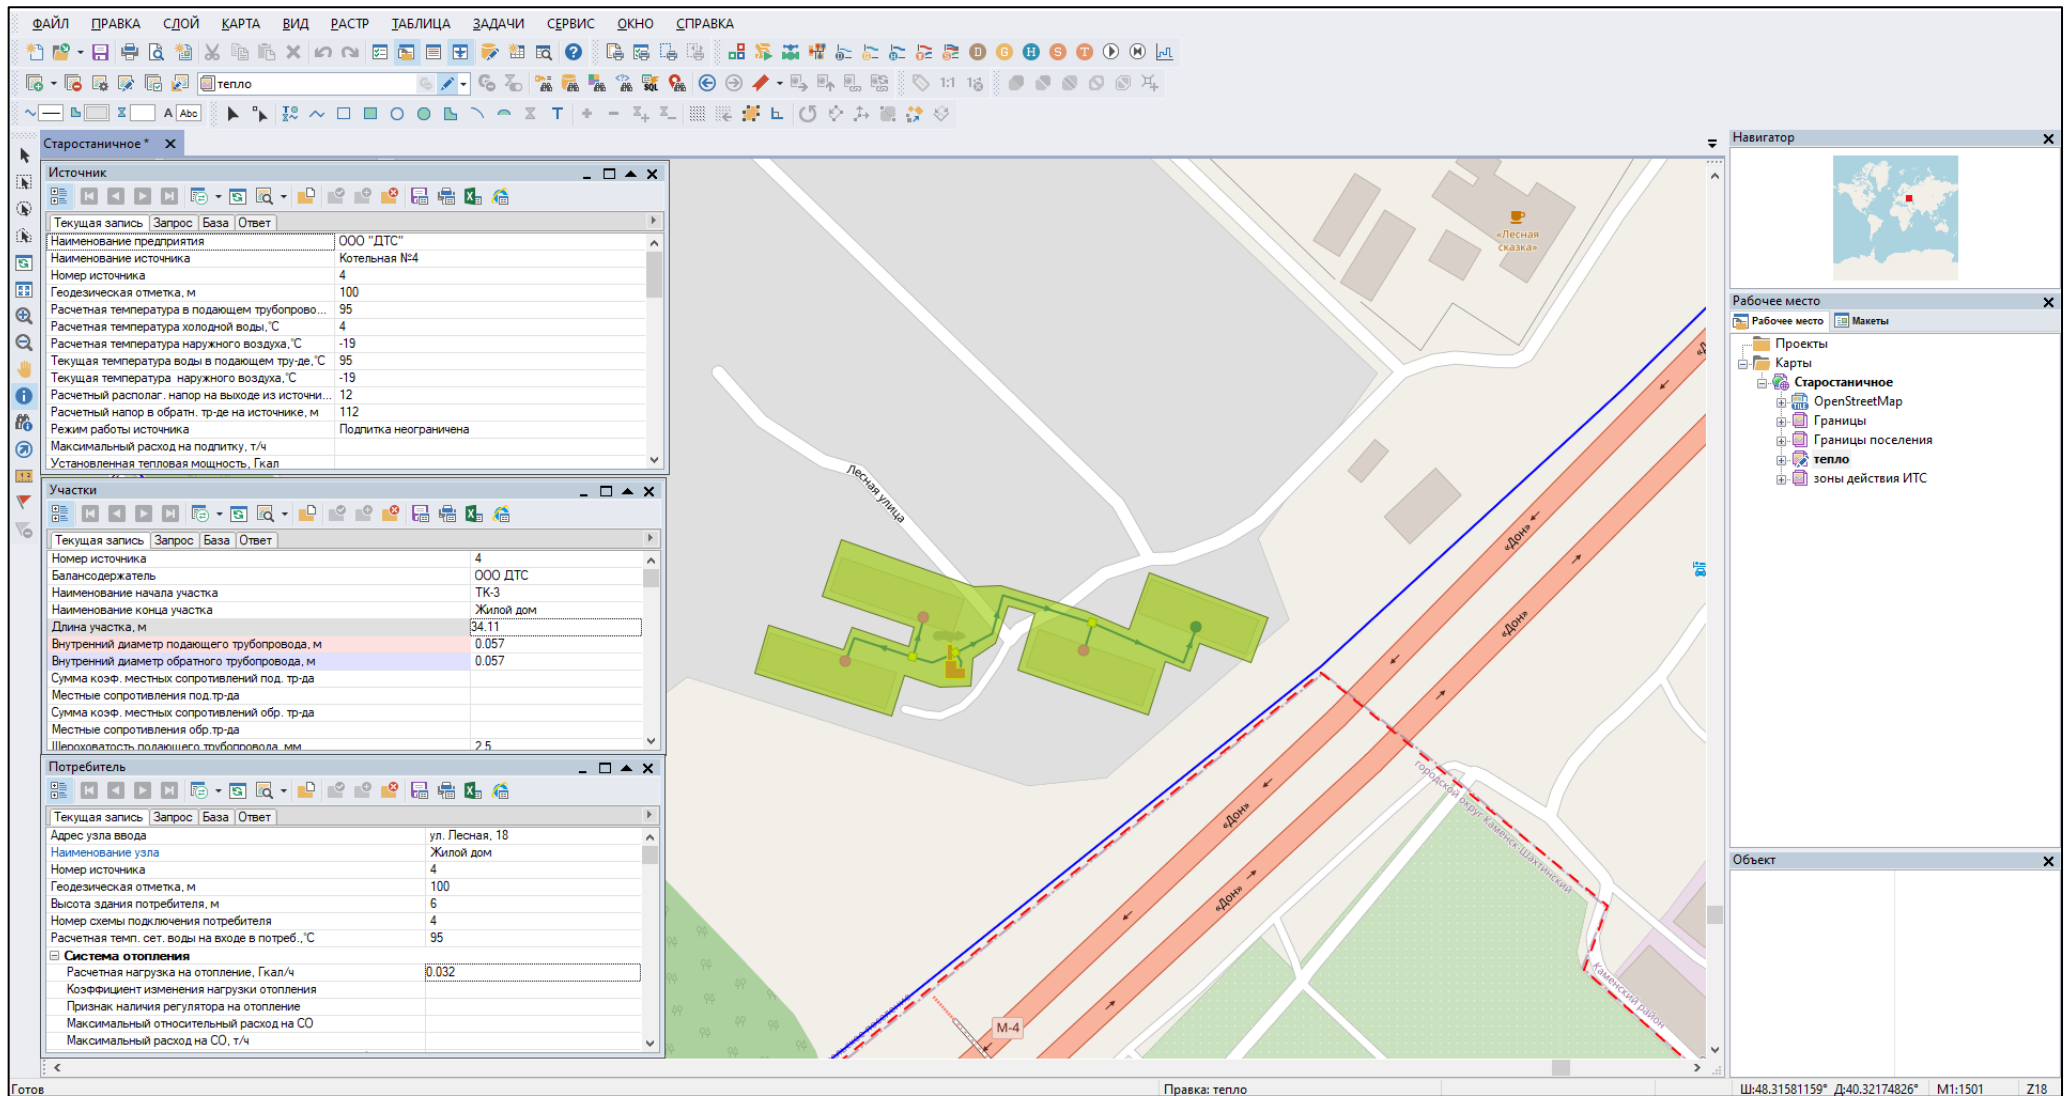 ФАЙЛ ПРАВКА СЛОЙ КАРТА ВИД РАСТР ТАБЛИЦА ЗАДАЧИ СЕРВИС ОКНО СПРАВКА
D G H S T
тепло
SQL
1:1
A Abc
T
Старостаничное *
Источник
Текущая запись Запрос База Ответ
Наименование предприятия ООО "ДТС"
Наименование источника Котельная №4
Номер источника 4
Геодезическая отметка, м 100
Расчетная температура в подающем трубопрово... 95
Расчетная температура холодной воды,°С 4
Расчетная температура наружного воздуха,°С -19
Текущая температура воды в подающем тру-де,°С 95
Текущая температура наружного воздуха,°С -19
Расчетный располаг. напор на выходе из источни... 12
Расчетный напор в обратн. тр-де на источнике, м 112
Режим работы источника Подпитка неограничена
Максимальный расход на подпитку, т/ч
Установленная тепловая мощность, Гкал
Участки
Текущая запись Запрос База Ответ
Номер источника 4
Балансодержатель ООО ДТС
Наименование начала участка ТК-3
Наименование конца участка Жилой дом
Длина участка, м 34.11
Внутренний диаметр подающего трубопровода, м 0.057
Внутренний диаметр обратного трубопровода, м 0.057
Сумма коэф. местных сопротивлений под. тр-да
Местные сопротивления под.тр-да
Сумма коэф. местных сопротивлений обр. тр-да
Местные сопротивления обр.тр-да
Шероховатость подающего трубопровода, мм 2.5
Потребитель
Текущая запись Запрос База Ответ
Адрес узла ввода ул. Лесная, 18
Наименование узла Жилой дом
Номер источника 4
Геодезическая отметка, м 100
Высота здания потребителя, м 6
Номер схемы подключения потребителя 4
Расчетная темп. сет. воды на входе в потреб.,°С 95
Система отопления
Расчетная нагрузка на отопление, Гкал/ч 0.032
Коэффициент изменения нагрузки отопления
Признак наличия регулятора на отопление
Максимальный относительный расход на СО
Максимальный расход на СО, т/ч
«Лесная
сказка»
Лесная улица
«Дон»
«Дон»
«Дон»
«Дон»
городской округ Каменск-Шахтинский
Каменский район
М-4
Навигатор
Рабочее место
Рабочее место Макеты
Проекты
Карты
Старостаничное
OpenStreetMap
Границы
Границы поселения
тепло
зоны действия ИТС
Объект
Готов Правка: тепло Ш:48.31581159° Д:40.32174826° М1:1501 Z18